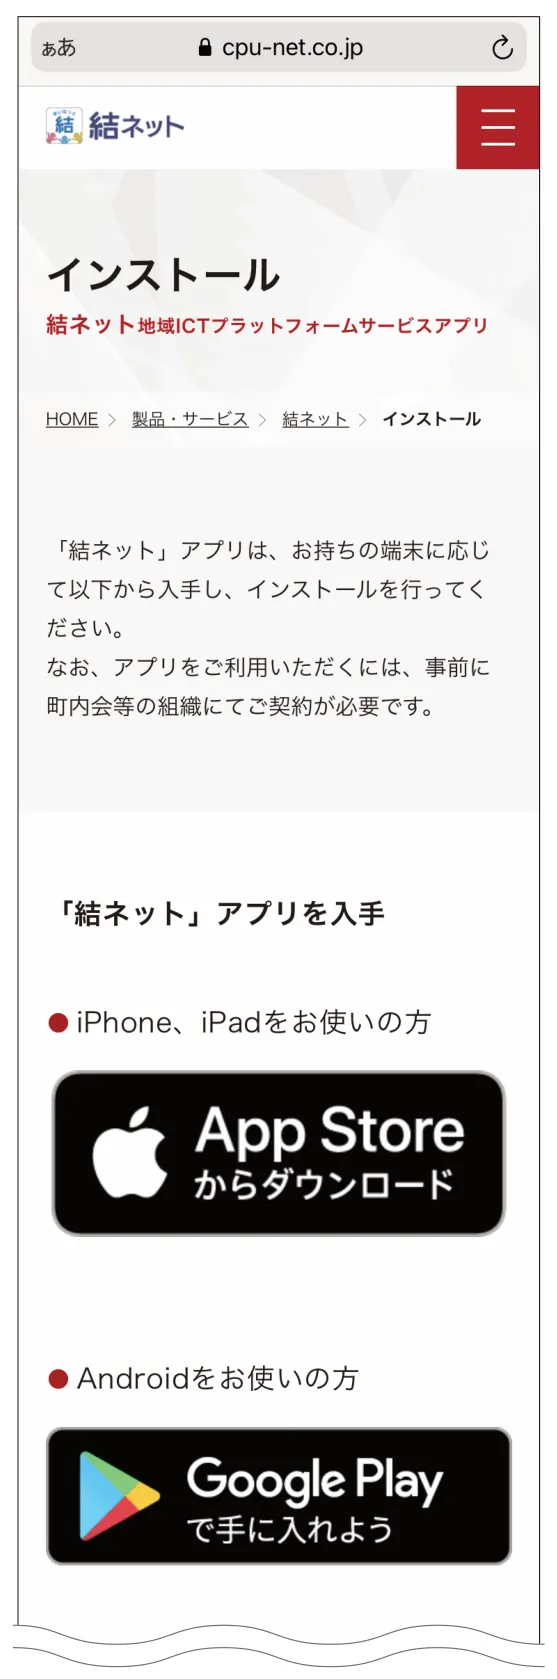 ぁあ cpu-net.co.jp
結 結ネット
インストール
結ネット地域ICTプラットフォームサービスアプリ
HOME > 製品・サービス > 結ネット > インストール
「結ネット」アプリは、お持ちの端末に応じ
て以下から入手し、インストールを行ってく
ださい。
なお、アプリをご利用いただくには、事前に
町内会等の組織にてご契約が必要です。
「結ネット」アプリを入手
● iPhone、iPadをお使いの方
App Store
からダウンロード
● Androidをお使いの方
Google Play
で手に入れよう